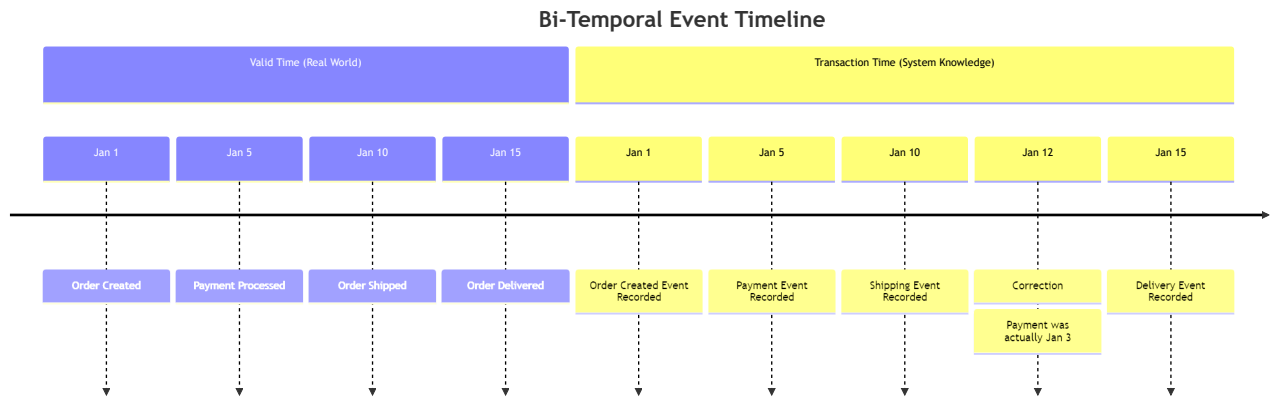 Bi-Temporal Event Timeline
Valid Time (Real World)
Transaction Time (System Knowledge)
Jan 1
Jan 5
Jan 10
Jan 15
Jan 1
Jan 5
Jan 10
Jan 12
Jan 15
Order Created
Payment Processed
Order Shipped
Order Delivered
Order Created Event
Recorded
Payment Event
Recorded
Shipping Event
Recorded
Correction
Payment was
actually Jan 3
Delivery Event
Recorded